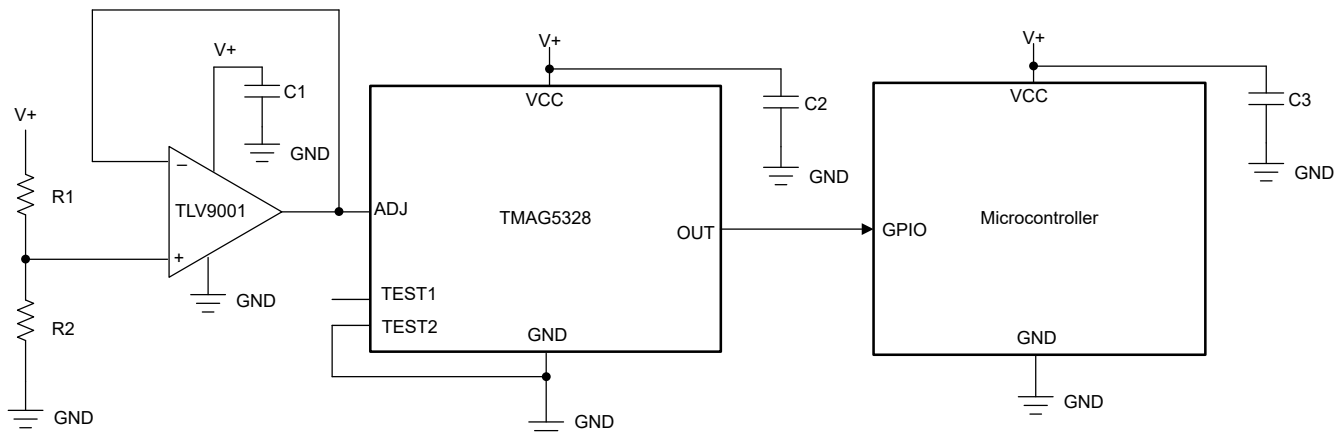 V+
R1
R2
GND
V+
C1
GND
−
TLV9001
+
GND
V+
VCC
C2
GND
ADJ
TMAG5328
OUT
TEST1
TEST2
GND
GND
V+
VCC
C3
GND
GPIO
Microcontroller
GND
GND